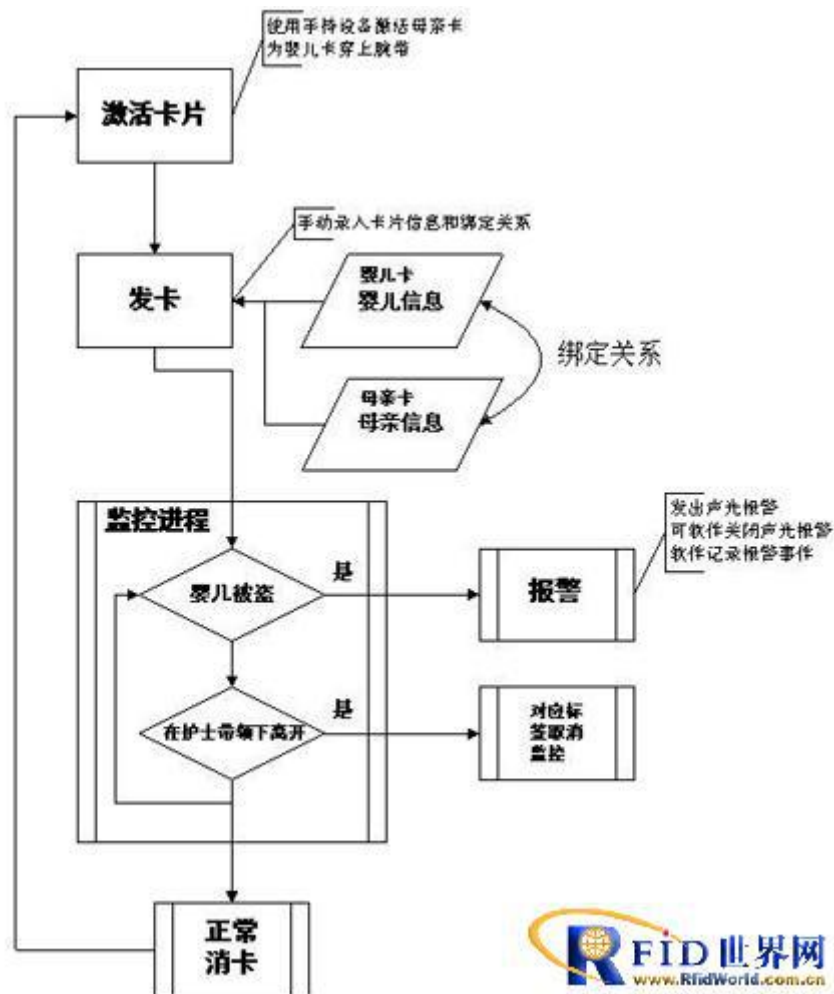 使用手持设备激活母亲卡
为婴儿卡穿上腕带
激活卡片
手动录入卡片信息和绑定关系
发卡
婴儿卡
婴儿信息
绑定关系
母亲卡
母亲信息
监控进程
发出声光报警
可软件关闭声光报警
软件记录报警事件
婴儿被盗
是
报警
在护士带领下离开
是
对应标
签取消
监控
正常
消卡
RFID世界网
www.RfidWorld.com.cn